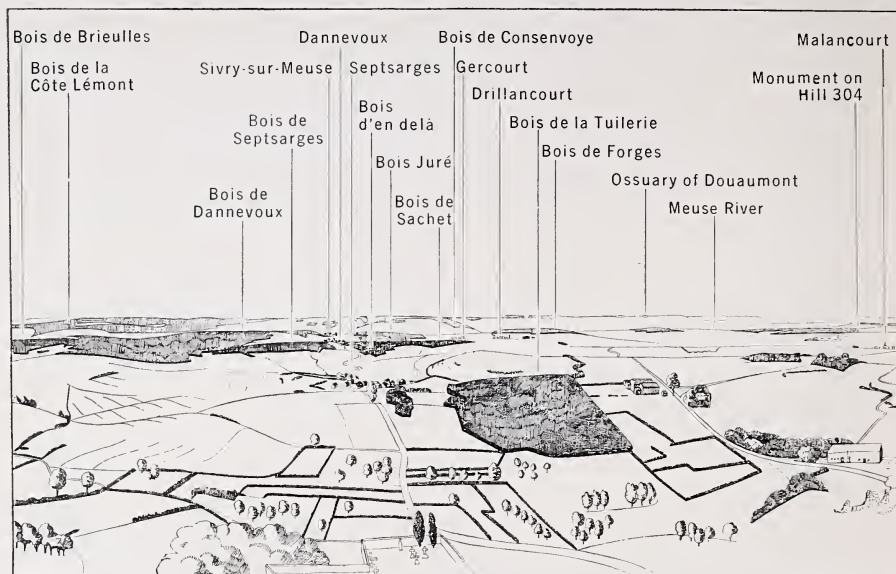 Bois de Brieulles
Dannevoux
Bois de Consenvoye
Malancourt
Bois de la
Côte Lémont
Sivry-sur-Meuse
Septsarges
Gercourt
Monument on
Hill 304
Drillancourt
Bois de
Septsarges
Bois
d'en delà
Bois de la Tuilerie
Bois Juré
Bois de Forges
Bois de
Dannevoux
Bois de
Sachet
Ossuary of Douaumont
Meuse River